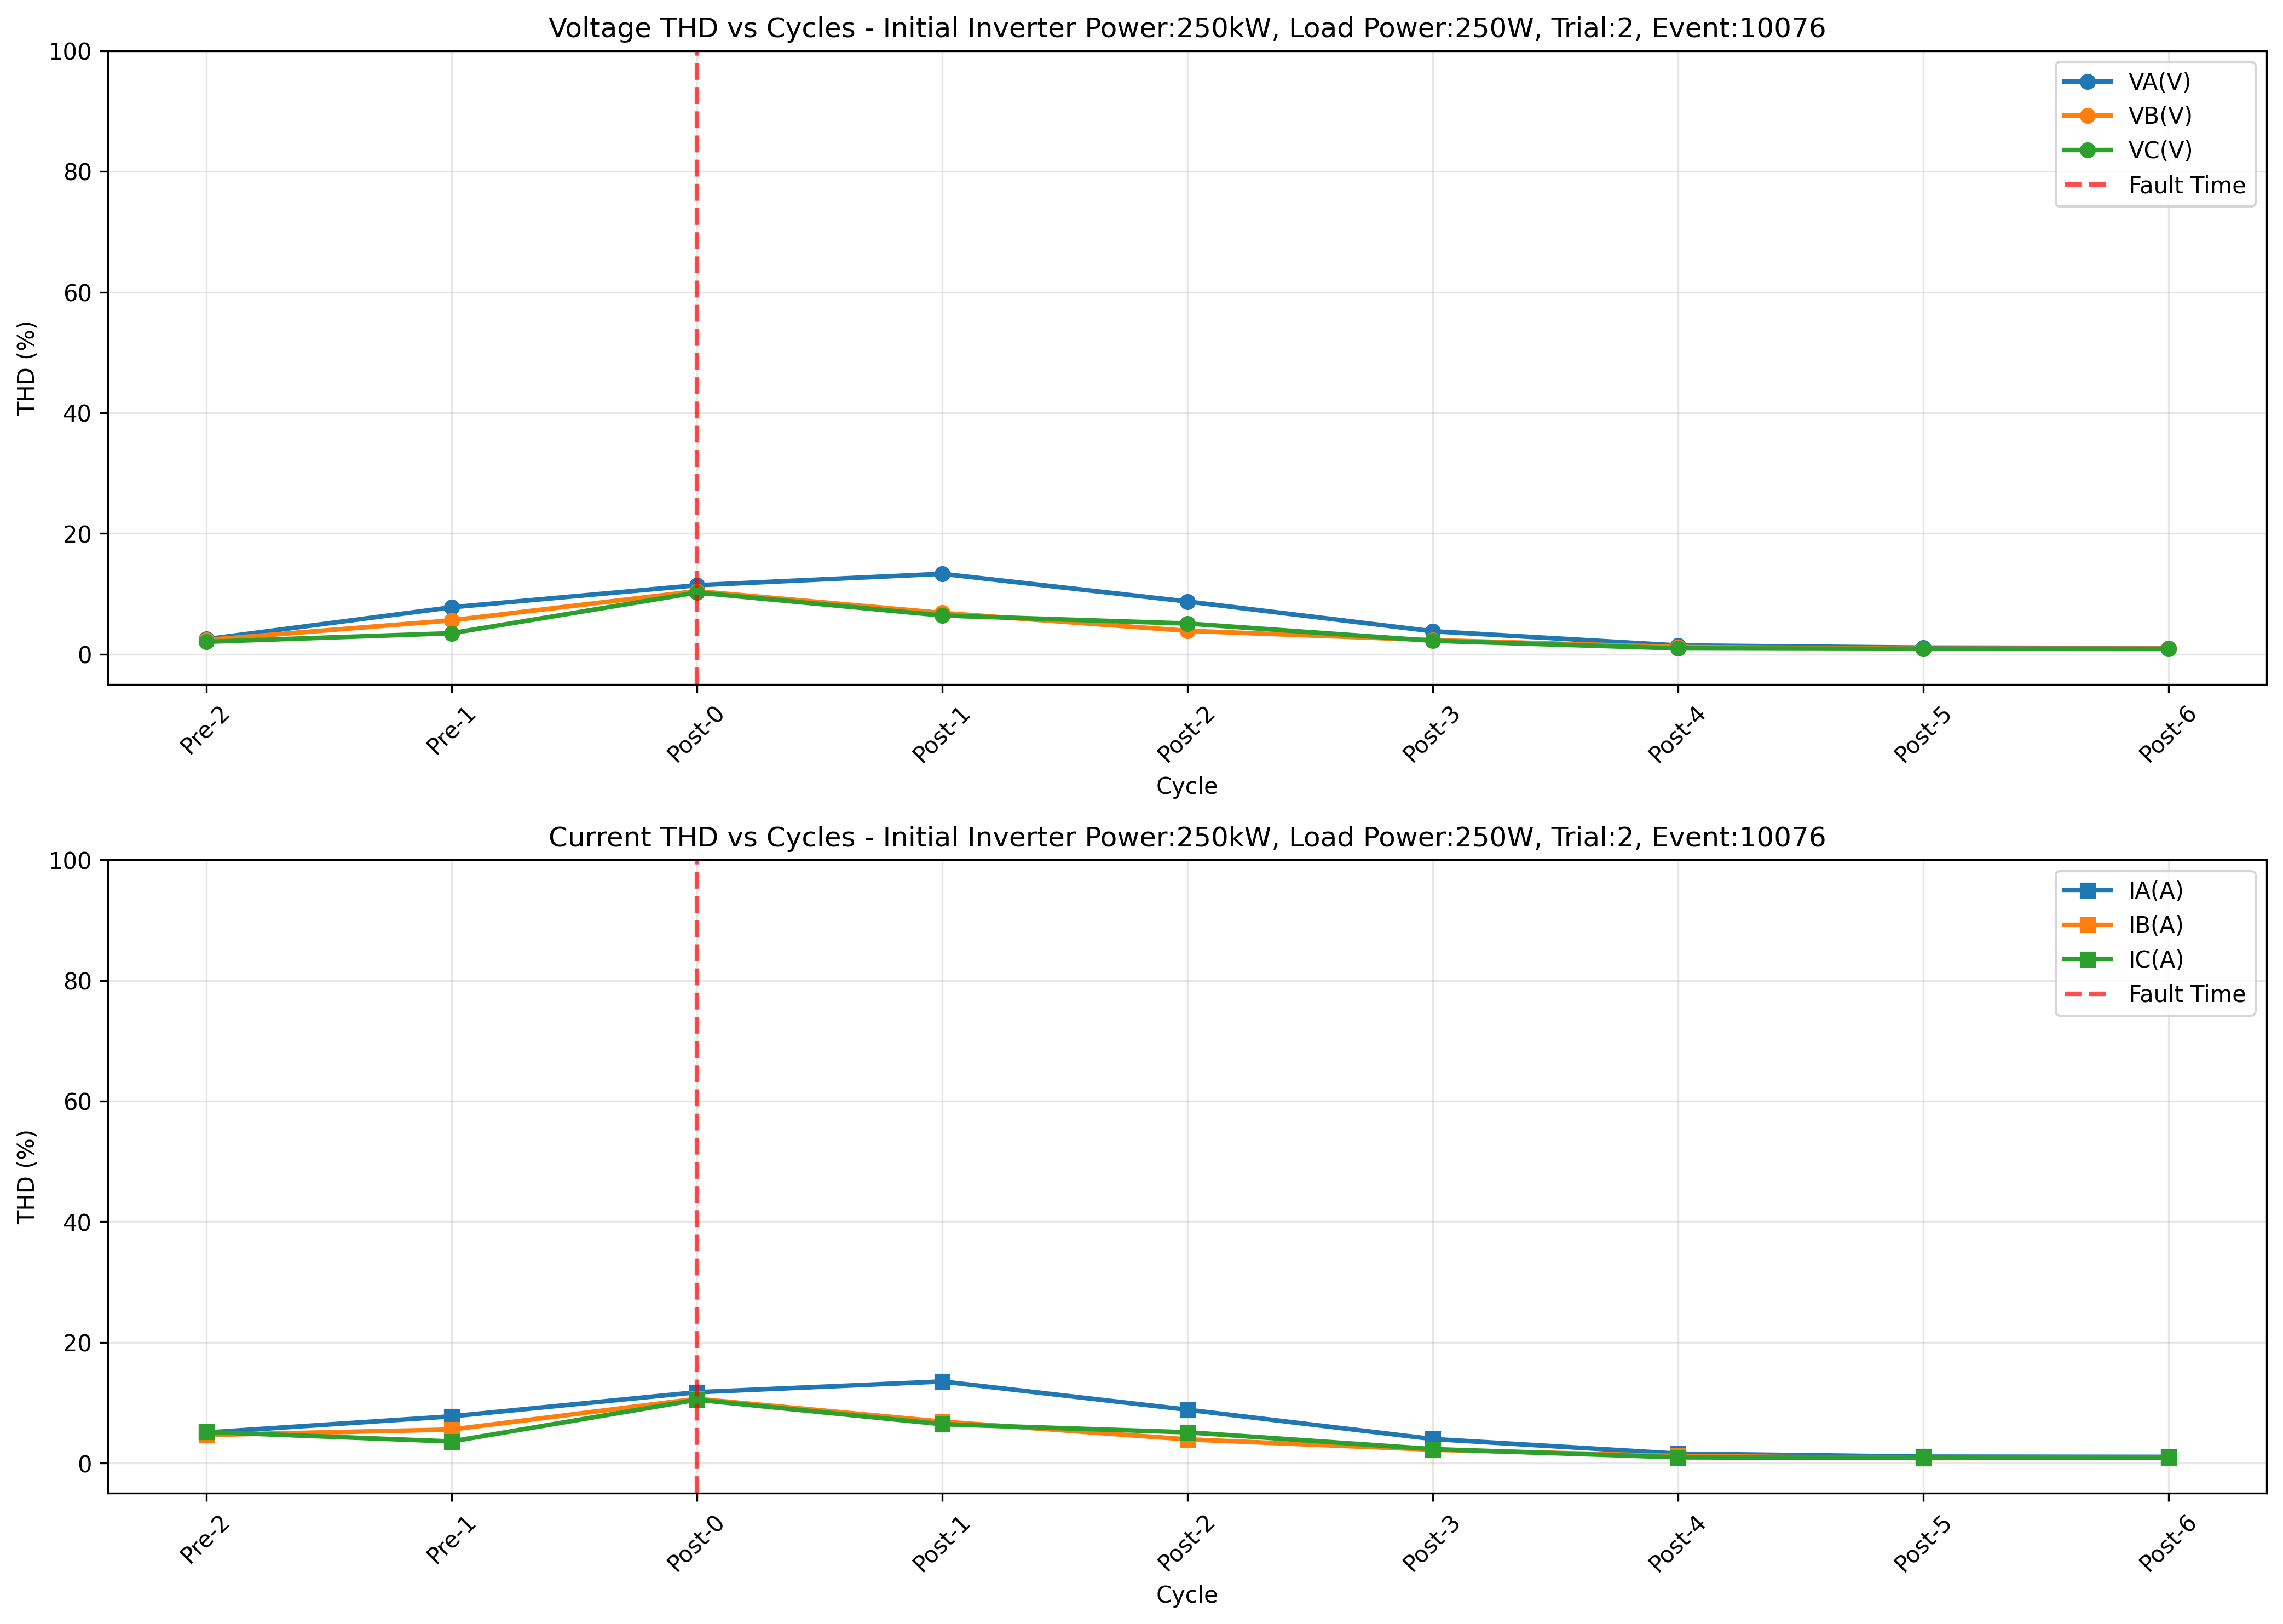 Voltage THD vs Cycles - Initial Inverter Power:250kW, Load Power:250W, Trial:2, Event:10076
100
80
60
40
20
0
THD (%)
VA(V)
VB(V)
VC(V)
Fault Time
Pre-2
Pre-1
Post-0
Post-1
Post-2
Post-3
Post-4
Post-5
Post-6
Cycle
Current THD vs Cycles - Initial Inverter Power:250kW, Load Power:250W, Trial:2, Event:10076
100
80
60
40
20
0
THD (%)
IA(A)
IB(A)
IC(A)
Fault Time
Pre-2
Pre-1
Post-0
Post-1
Post-2
Post-3
Post-4
Post-5
Post-6
Cycle